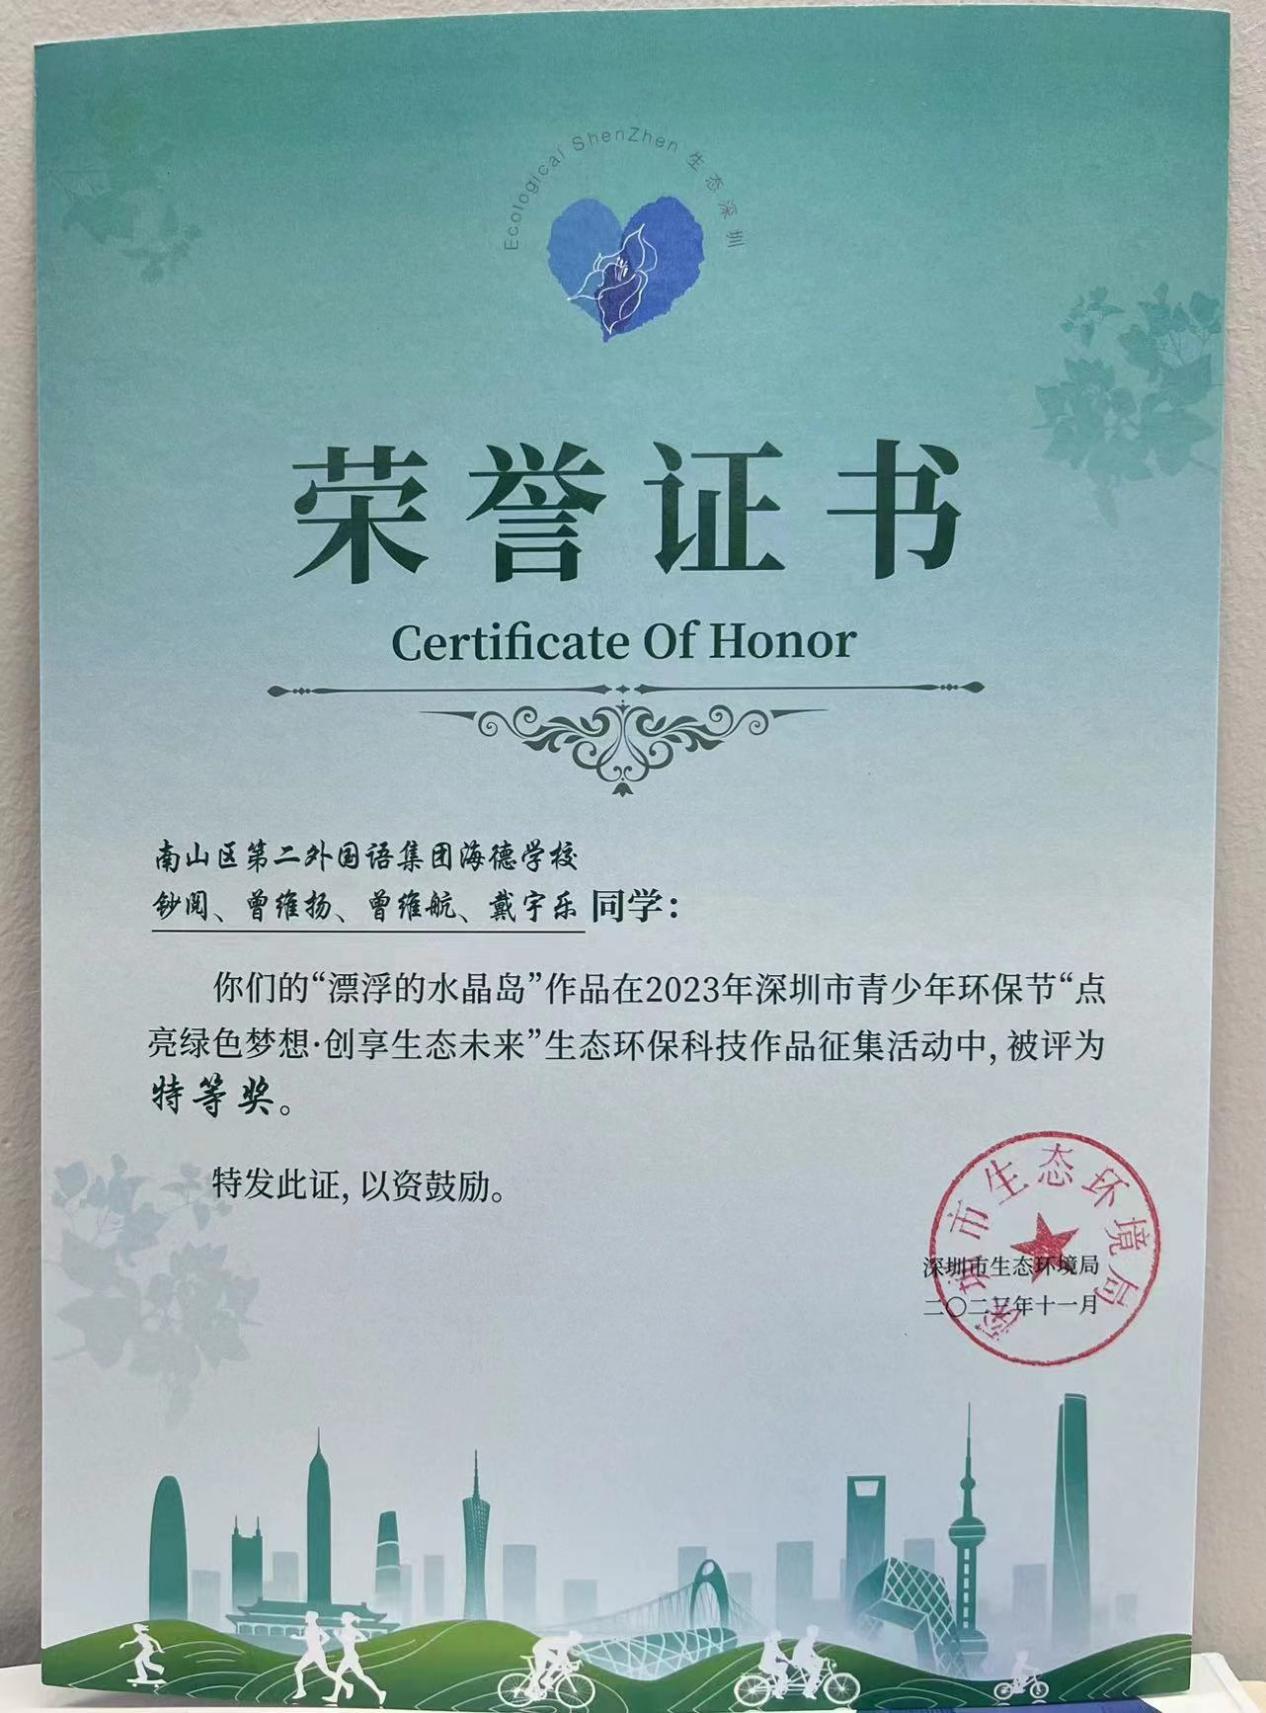 Ecological ShenZhen 生态深圳
荣誉证书
Certificate Of Honor
南山区第二外国语集团海德学校
钞阅、曾维扬、曾维航、戴宇乐 同学：
你们的“漂浮的水晶岛”作品在2023年深圳市青少年环保节“点
亮绿色梦想·创享生态未来”生态环保科技作品征集活动中, 被评为
特等奖。
特发此证, 以资鼓励。
深圳市生态环境局
深圳市生态环境局
二〇二三年十一月